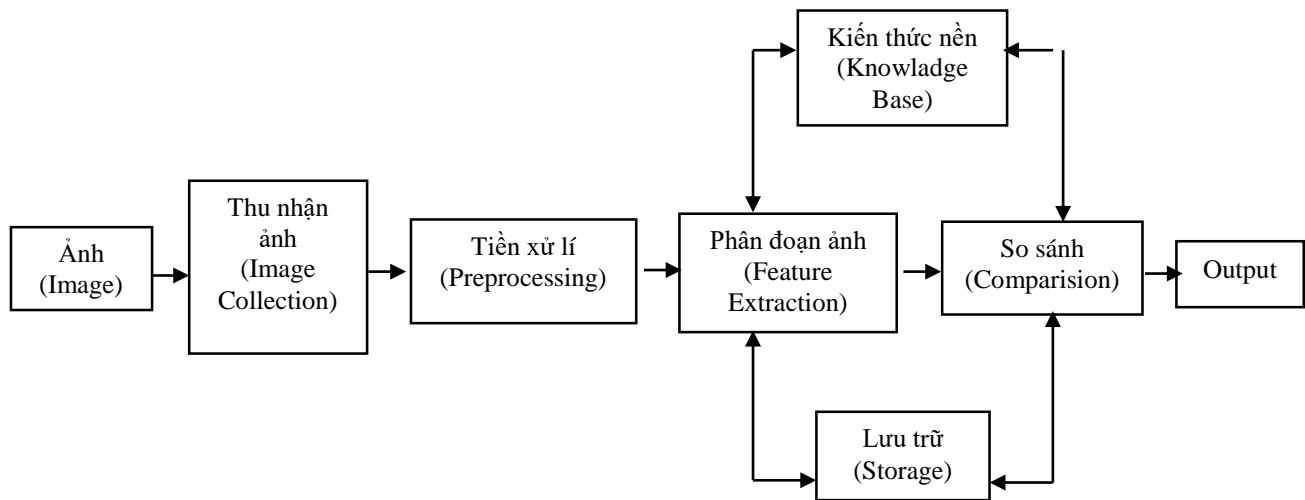 Kiến thức nền
(Knowladge
Base)
Ảnh
(Image)
Thu nhận
ảnh
(Image
Collection)
Tiền xử lí
(Preprocessing)
Phân đoạn ảnh
(Feature
Extraction)
So sánh
(Comparision)
Output
Lưu trữ
(Storage)